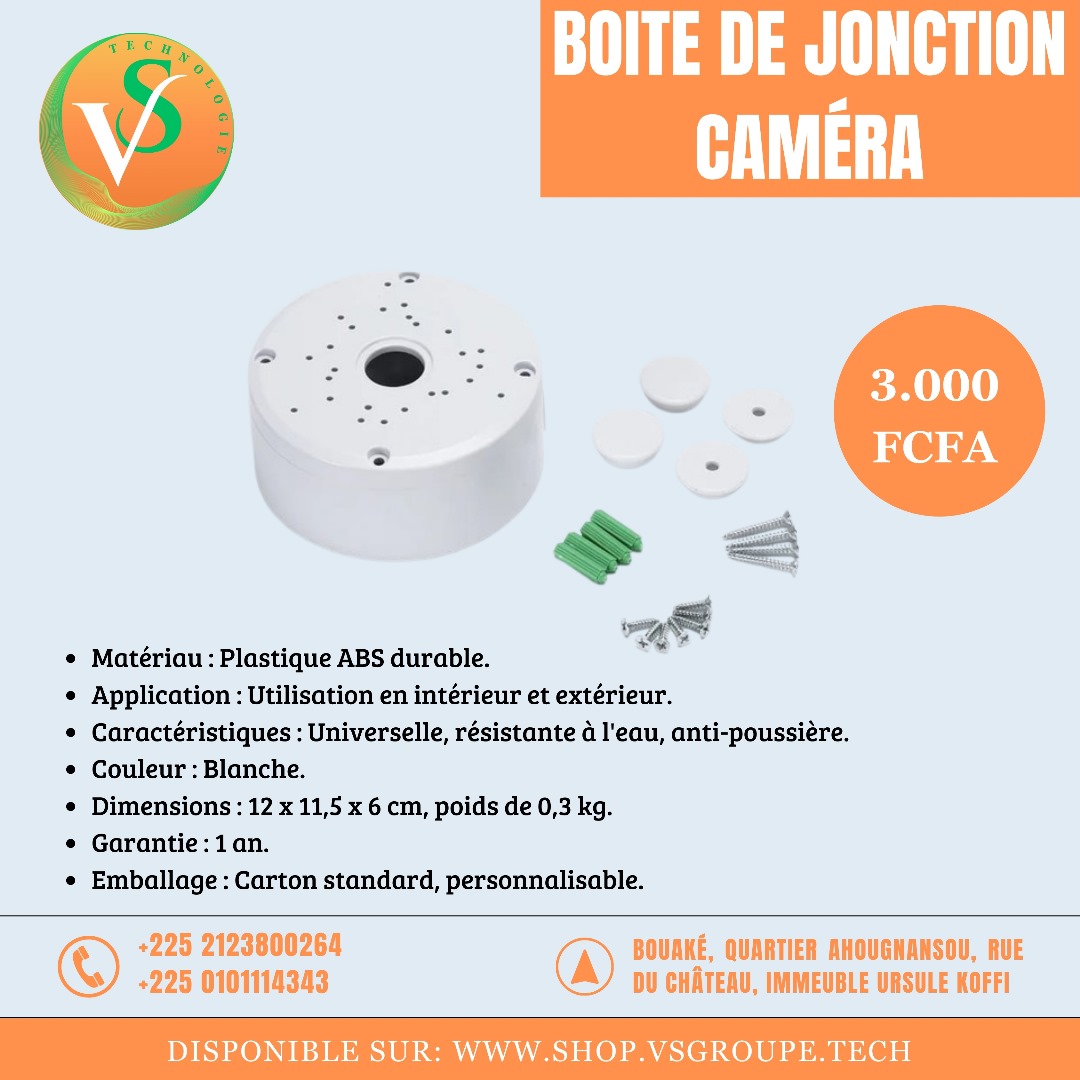 TECHNOLOGIE
VS
BOITE DE JONCTION
CAMÉRA
3.000
FCFA
• Matériau : Plastique ABS durable.
• Application : Utilisation en intérieur et extérieur.
• Caractéristiques : Universelle, résistante à l'eau, anti-poussière.
• Couleur : Blanche.
• Dimensions : 12 x 11,5 x 6 cm, poids de 0,3 kg.
• Garantie : 1 an.
• Emballage : Carton standard, personnalisable.
+225 2123800264
+225 0101114343
BOUAKÉ, QUARTIER AHOUGNANSOU, RUE
DU CHÂTEAU, IMMEUBLE URSULE KOFFI
DISPONIBLE SUR: WWW.SHOP.VSGROUPE.TECH